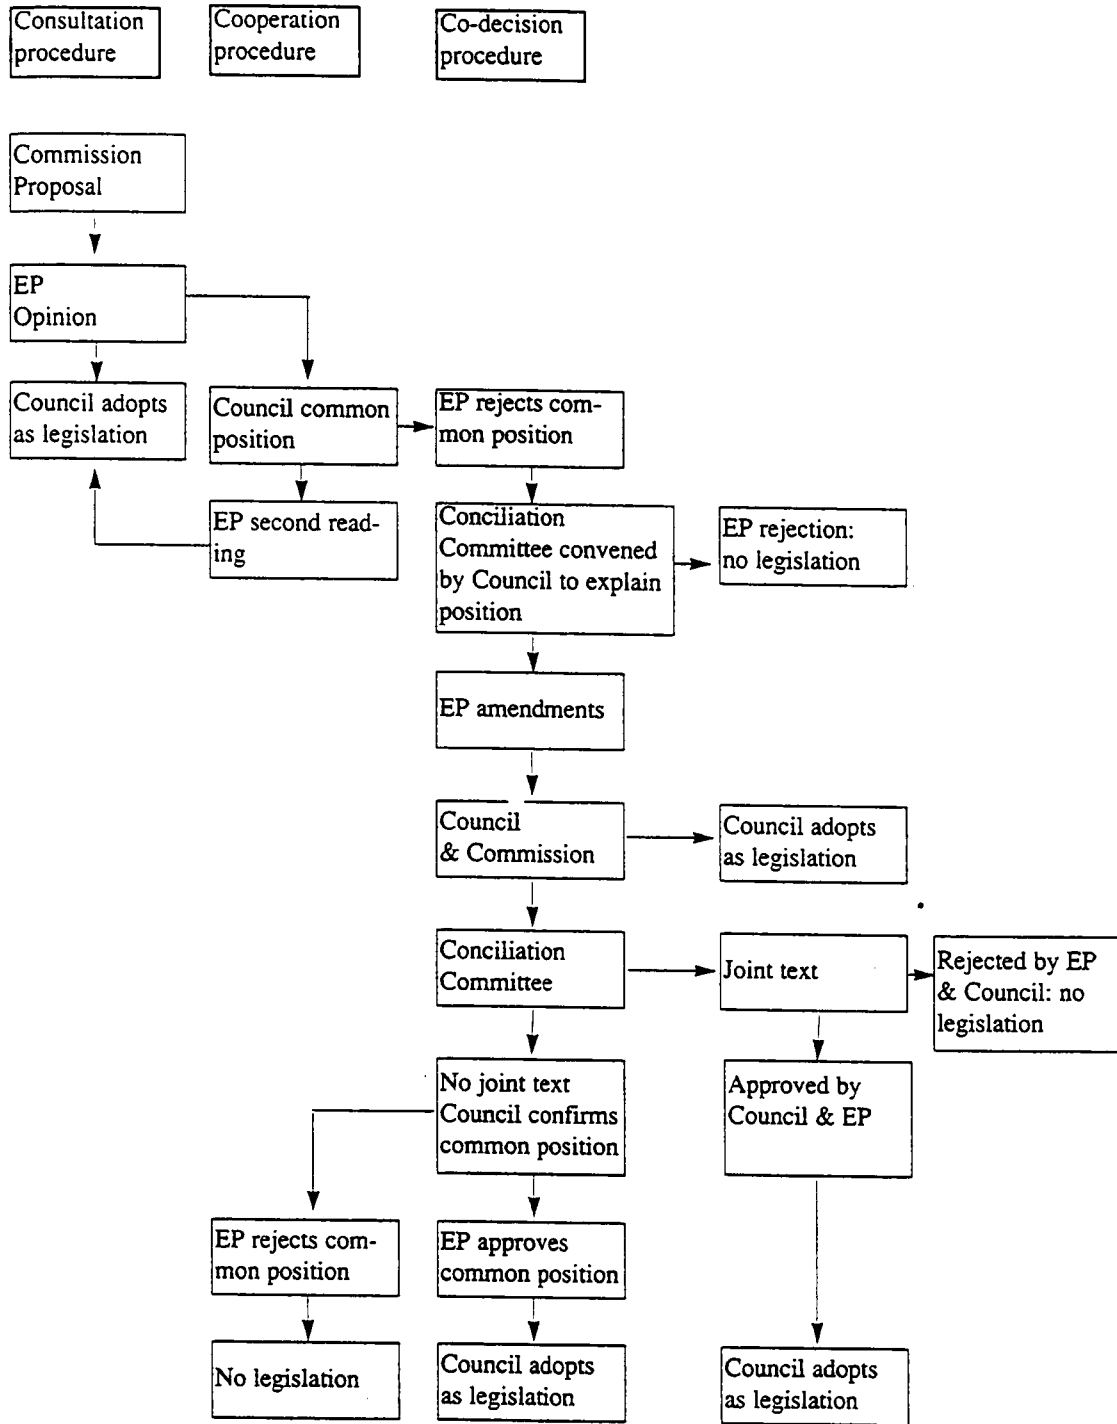 Consultation
procedure
Cooperation
procedure
Co-decision
procedure
Commission
Proposal
EP
Opinion
Council adopts
as legislation
Council common
position
EP rejects com-
mon position
EP second read-
ing
Conciliation
Committee convened
by Council to explain
position
EP rejection:
no legislation
EP amendments
Council
& Commission
Council adopts
as legislation
Conciliation
Committee
Joint text
Rejected by EP
& Council: no
legislation
No joint text
Council confirms
common position
Approved by
Council & EP
EP rejects com-
mon position
EP approves
common position
No legislation
Council adopts
as legislation
Council adopts
as legislation